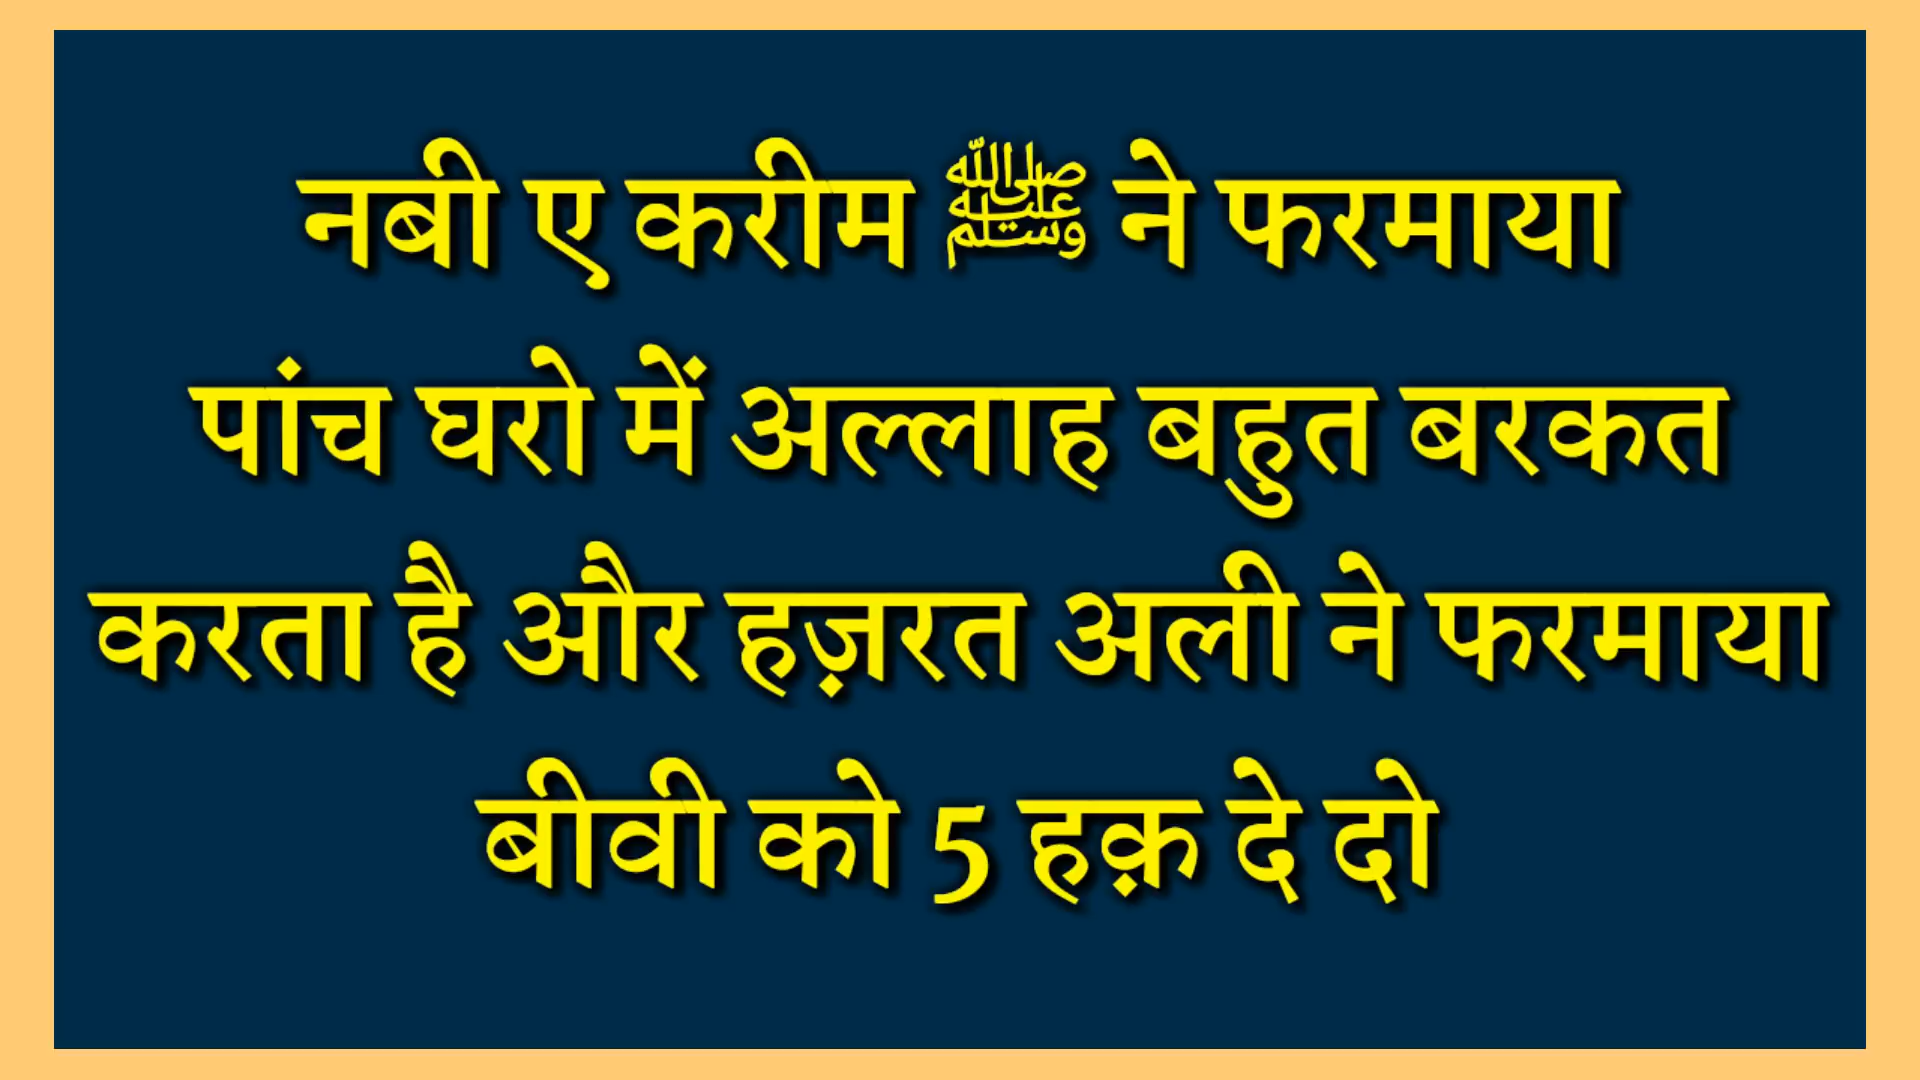 नबी ए करीम ﷺ ने फरमाया
पांच घरो में अल्लाह बहुत बरकत
करता है और हज़रत अली ने फरमाया
बीवी को 5 हक़ दे दो